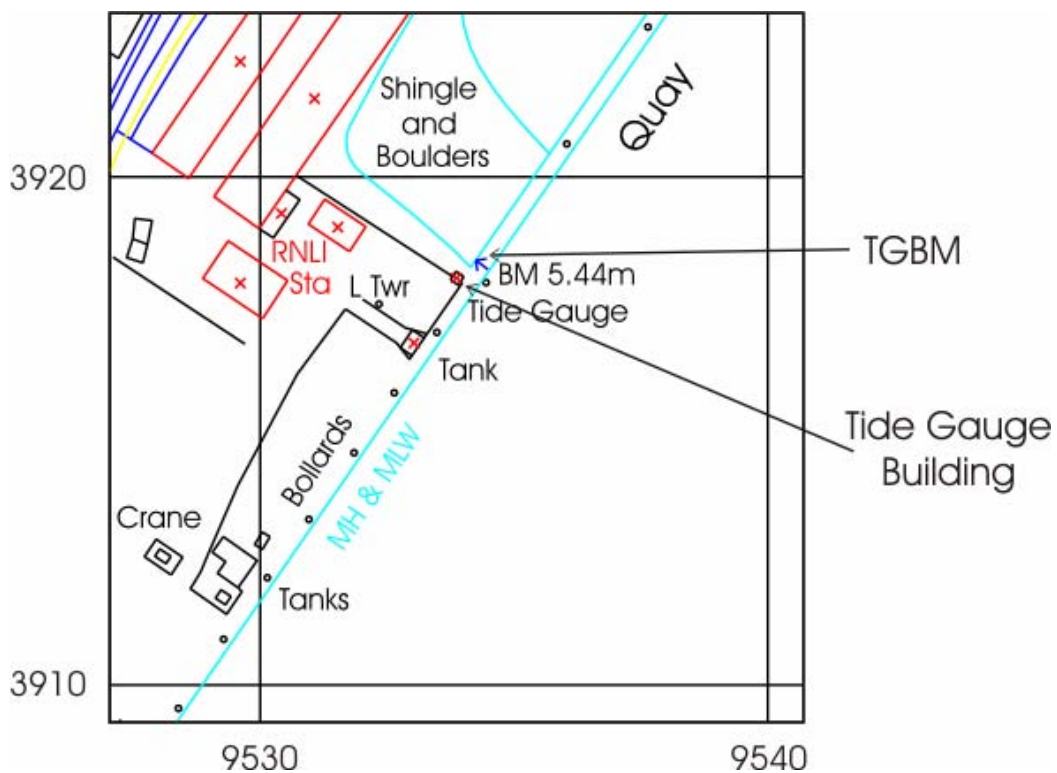 Shingle
and
Boulders
Quay
3920
TGBM
RNLI
Sta
BM 5.44m
L Twr
Tide Gauge
Tank
Tide Gauge
Building
Bollards
MH & MLW
Crane
Tanks
3910
9530
9540